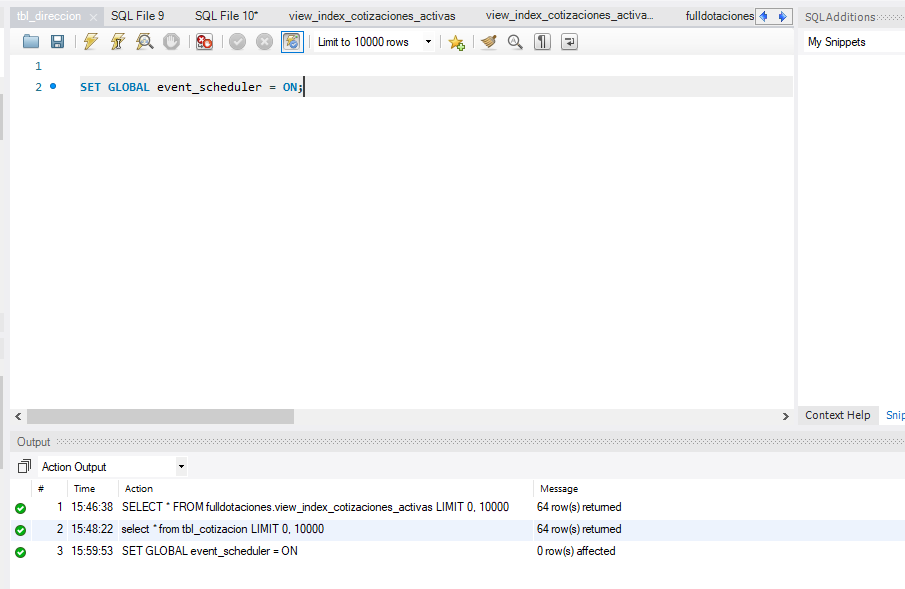 tbl_direccion SQL File 9 SQL File 10* view_index_cotizaciones_activas view_index_cotizaciones_activa... fulldotaciones SQLAdditions
Limit to 10000 rows My Snippets
1
2 SET GLOBAL event_scheduler = ON;
Context Help Snip
Output
Action Output
# Time Action Message
1 15:46:38 SELECT * FROM fulldotaciones.view_index_cotizaciones_activas LIMIT 0, 10000 64 row(s) returned
2 15:48:22 select * from tbl_cotizacion LIMIT 0, 10000 64 row(s) returned
3 15:59:53 SET GLOBAL event_scheduler = ON 0 row(s) affected